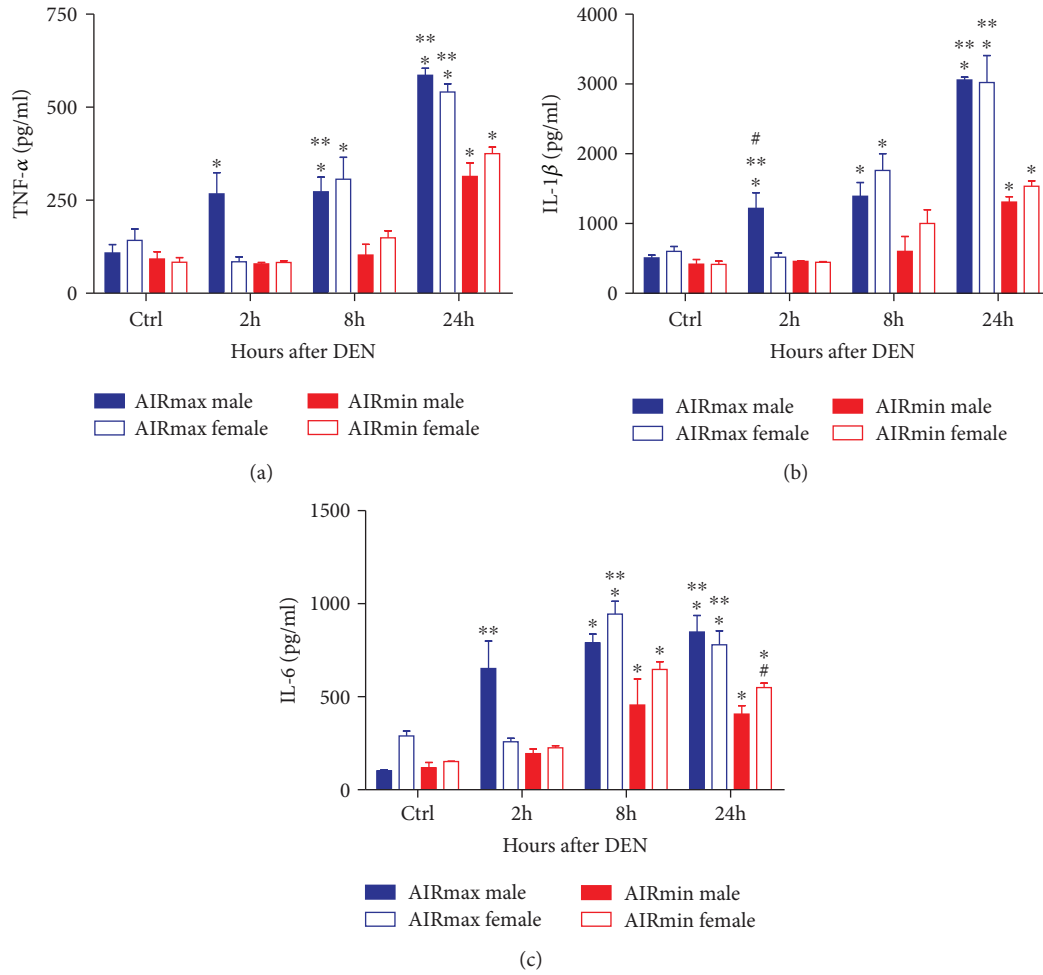 750
500
250
0
TNF-α (pg/ml)
**
*
**
*
*
**
*
*
*
*
Ctrl 2h 8h 24h
Hours after DEN
AIRmax male AIRmin male
AIRmax female AIRmin female
(a)
4000
3000
2000
1000
0
IL-1β (pg/ml)
**
*
**
*
#
**
*
*
*
*
*
Ctrl 2h 8h 24h
Hours after DEN
AIRmax male AIRmin male
AIRmax female AIRmin female
(b)
1500
1000
500
0
IL-6 (pg/ml)
**
*
**
*
**
*
**
*
*
*
*
*
#
Ctrl 2h 8h 24h
Hours after DEN
AIRmax male AIRmin male
AIRmax female AIRmin female
(c)